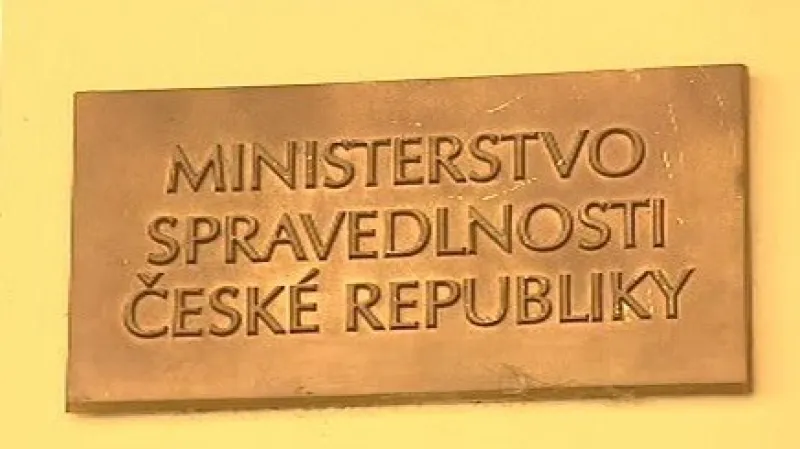 MINISTERSTVO
SPRAVEDLNOSTI
ČESKÉ REPUBLIKY